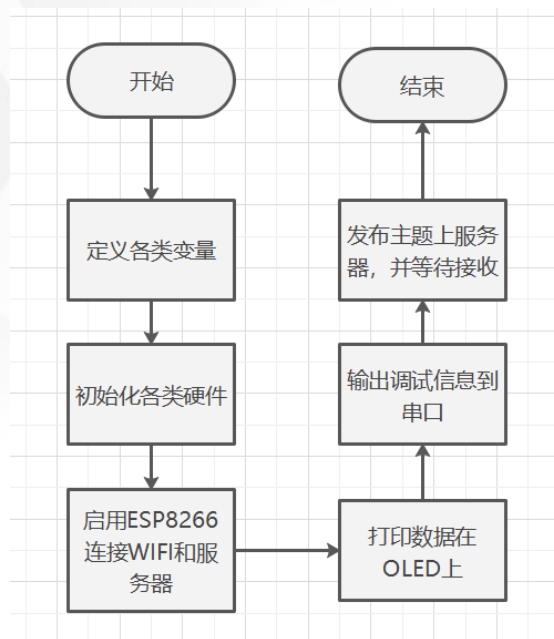 开始
定义各类变量
初始化各类硬件
启用ESP8266
连接WIFI和服
务器
打印数据在
OLED上
输出调试信息到
串口
发布主题上服务
器，并等待接收
结束